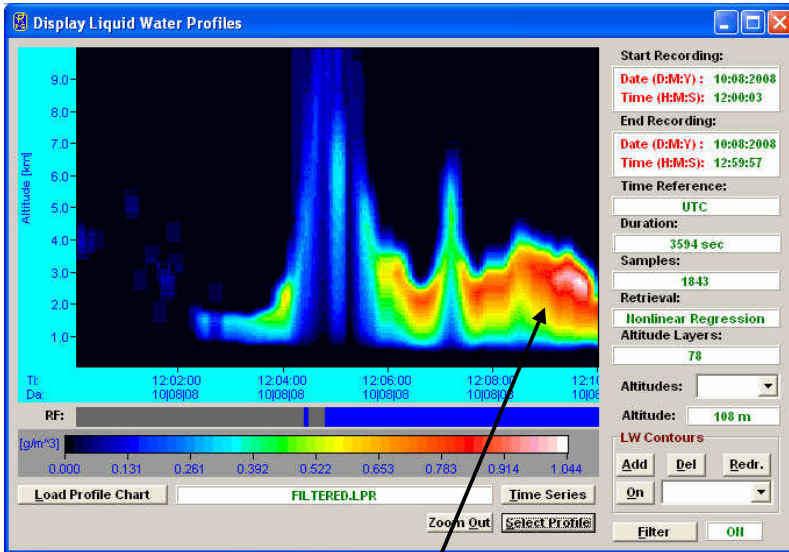 Display Liquid Water Profiles
Altitude [km]
9.0
8.0
7.0
6.0
5.0
4.0
3.0
2.0
1.0
Ti: 12:02:00 12:04:00 12:06:00 12:08:00 12:10
Da: 10|08|08 10|08|08 10|08|08 10|08|08 10|08
RF:
[g/m^3]
0.000 0.131 0.261 0.392 0.522 0.653 0.783 0.914 1.044
Load Profile Chart FILTERED.LPR Time Series
Zoom Out Select Profile
Start Recording:
Date (D:M:Y) : 10:08:2008
Time (H:M:S): 12:00:03
End Recording:
Date (D:M:Y) : 10:08:2008
Time (H:M:S): 12:59:57
Time Reference:
UTC
Duration:
3594 sec
Samples:
1843
Retrieval:
Nonlinear Regression
Altitude Layers:
78
Altitudes:
Altitude: 108 m
LW Contours
Add Del Redr.
On
Filter ON